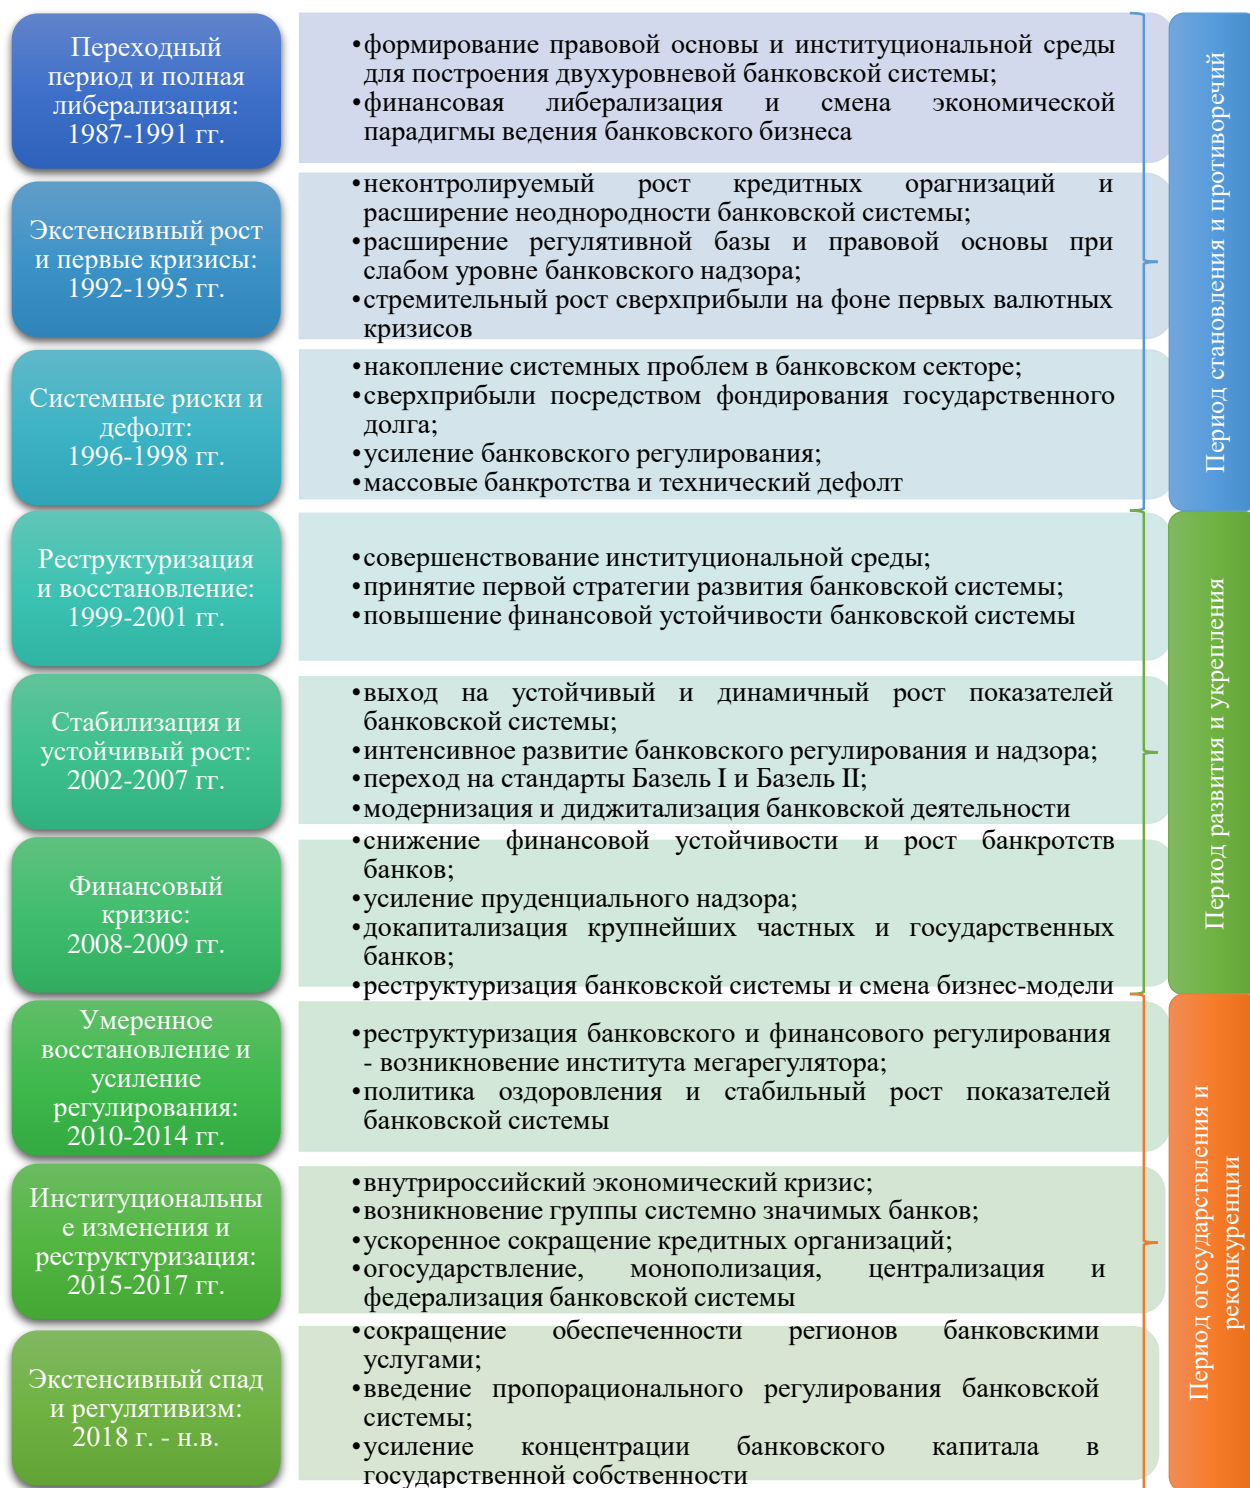 Переходный
период и полная
либерализация:
1987-1991 гг.
•формирование правовой основы и институциональной среды
для построения двухуровневой банковской системы;
•финансовая либерализация и смена экономической
парадигмы ведения банковского бизнеса
Экстенсивный рост
и первые кризисы:
1992-1995 гг.
•неконтролируемый рост кредитных орагнизаций и
расширение неоднородности банковской системы;
•расширение регулятивной базы и правовой основы при
слабом уровне банковского надзора;
•стремительный рост сверхприбыли на фоне первых валютных
кризисов
Системные риски и
дефолт:
1996-1998 гг.
•накопление системных проблем в банковском секторе;
•сверхприбыли посредством фондирования государственного
долга;
•усиление банковского регулирования;
•массовые банкротства и технический дефолт
Период становления и противоречий
Реструктуризация
и восстановление:
1999-2001 гг.
•совершенствование институциональной среды;
•принятие первой стратегии развития банковской системы;
•повышение финансовой устойчивости банковской системы
Стабилизация и
устойчивый рост:
2002-2007 гг.
•выход на устойчивый и динамичный рост показателей
банковской системы;
•интенсивное развитие банковского регулирования и надзора;
•переход на стандарты Базель I и Базель II;
•модернизация и диджитализация банковской деятельности
Финансовый
кризис:
2008-2009 гг.
•снижение финансовой устойчивости и рост банкротств
банков;
•усиление пруденциального надзора;
•докапитализация крупнейших частных и государственных
банков;
•реструктуризация банковской системы и смена бизнес-модели
Период развития и укрепления
Умеренное
восстановление и
усиление
регулирования:
2010-2014 гг.
•реструктуризация банковского и финансового регулирования
- возникновение института мегарегулятора;
•политика оздоровления и стабильный рост показателей
банковской системы
Институциональны
е изменения и
реструктуризация:
2015-2017 гг.
•внутрироссийский экономический кризис;
•возникновение группы системно значимых банков;
•ускоренное сокращение кредитных организаций;
•огосударствление, монополизация, централизация и
федерализация банковской системы
Экстенсивный спад
и регулятивизм:
2018 г. - н.в.
•сокращение обеспеченности регионов банковскими
услугами;
•введение пропорационального регулирования банковской
системы;
•усиление концентрации банковского капитала в
государственной собственности
Период огосударствления и
реконкуренции